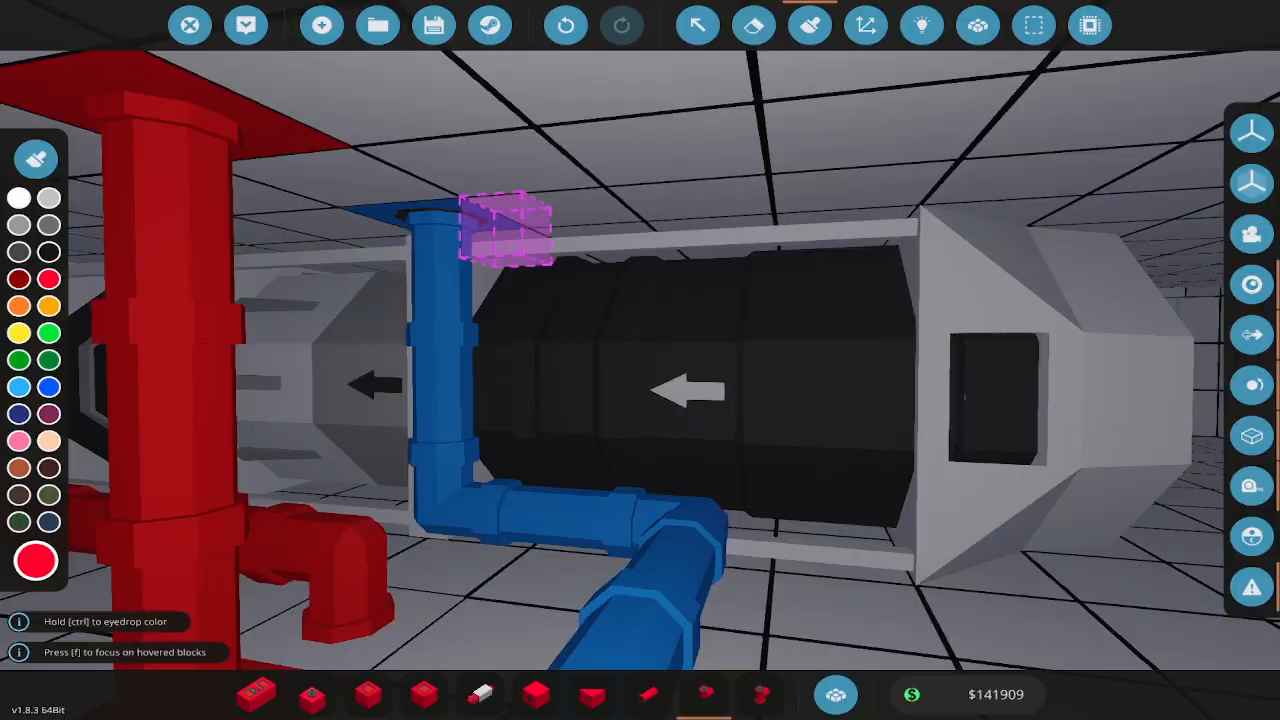 Hold [ctrl] to eyedrop color
Press [f] to focus on hovered blocks
$141909
v1.8.3 64Bit